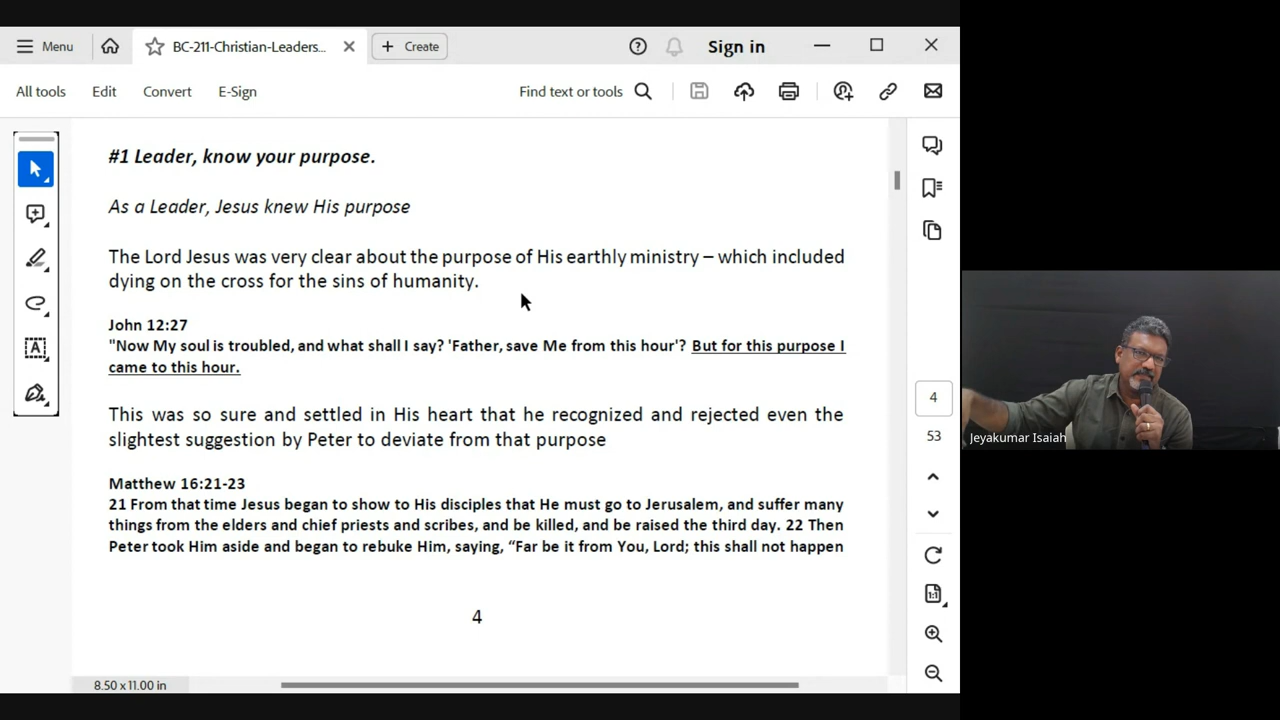 Menu
BC-211-Christian-Leaders...
Create
Sign in
All tools
Edit
Convert
E-Sign
Find text or tools
#1 Leader, know your purpose.
As a Leader, Jesus knew His purpose
The Lord Jesus was very clear about the purpose of His earthly ministry – which included
dying on the cross for the sins of humanity.
John 12:27
"Now My soul is troubled, and what shall I say? 'Father, save Me from this hour'? But for this purpose I
came to this hour.
This was so sure and settled in His heart that he recognized and rejected even the
slightest suggestion by Peter to deviate from that purpose
Matthew 16:21-23
21 From that time Jesus began to show to His disciples that He must go to Jerusalem, and suffer many
things from the elders and chief priests and scribes, and be killed, and be raised the third day. 22 Then
Peter took Him aside and began to rebuke Him, saying, “Far be it from You, Lord; this shall not happen
4
8.50 x 11.00 in
4
53
1:1
Jeyakumar Isaiah